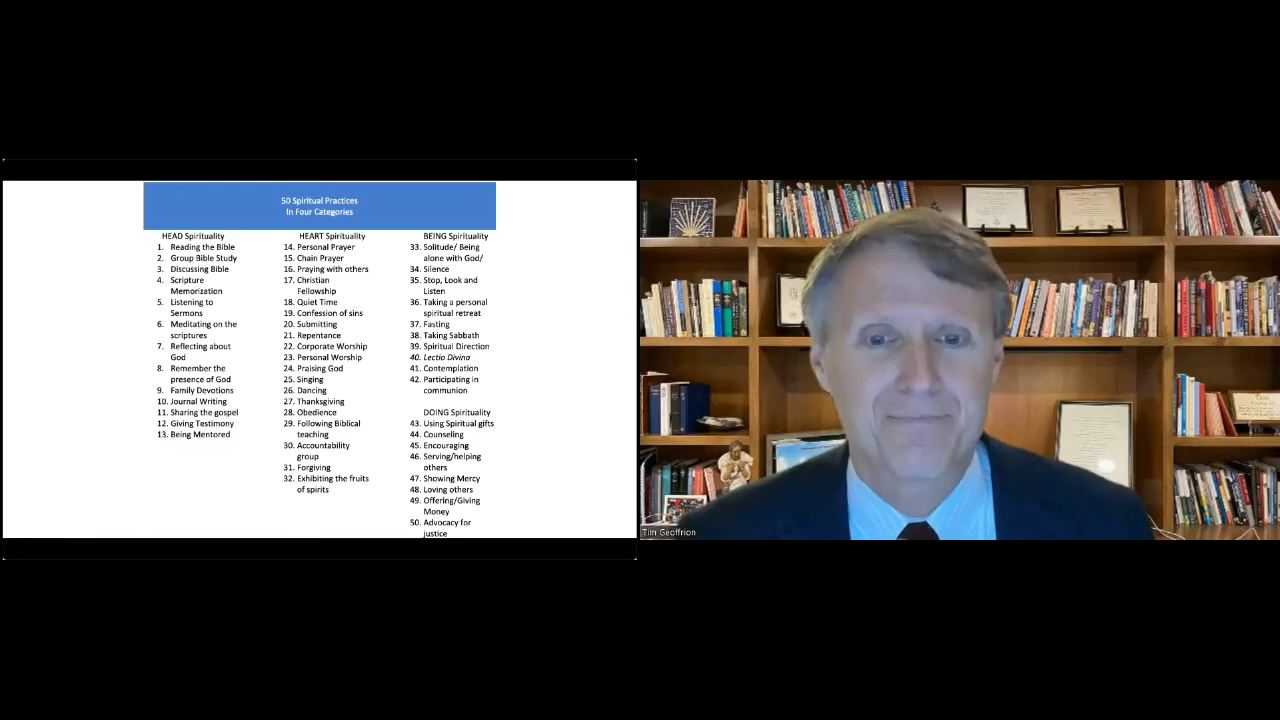 50 Spiritual Practices
In Four Categories
HEAD Spirituality
1. Reading the Bible
2. Group Bible Study
3. Discussing Bible
4. Scripture
Memorization
5. Listening to
Sermons
6. Meditating on the
scriptures
7. Reflecting about
God
8. Remember the
presence of God
9. Family Devotions
10. Journal Writing
11. Sharing the gospel
12. Giving Testimony
13. Being Mentored
HEART Spirituality
14. Personal Prayer
15. Chain Prayer
16. Praying with others
17. Christian
Fellowship
18. Quiet Time
19. Confession of sins
20. Submitting
21. Repentance
22. Corporate Worship
23. Personal Worship
24. Praising God
25. Singing
26. Dancing
27. Thanksgiving
28. Obedience
29. Following Biblical
teaching
30. Accountability
group
31. Forgiving
32. Exhibiting the fruits
of spirits
BEING Spirituality
33. Solitude/ Being
alone with God/
34. Silence
35. Stop, Look and
Listen
36. Taking a personal
spiritual retreat
37. Fasting
38. Taking Sabbath
39. Spiritual Direction
40. Lectio Divina
41. Contemplation
42. Participating in
communion
DOING Spirituality
43. Using Spiritual gifts
44. Counseling
45. Encouraging
46. Serving/helping
others
47. Showing Mercy
48. Loving others
49. Offering/Giving
Money
50. Advocacy for
justice
Tim Geoffrion